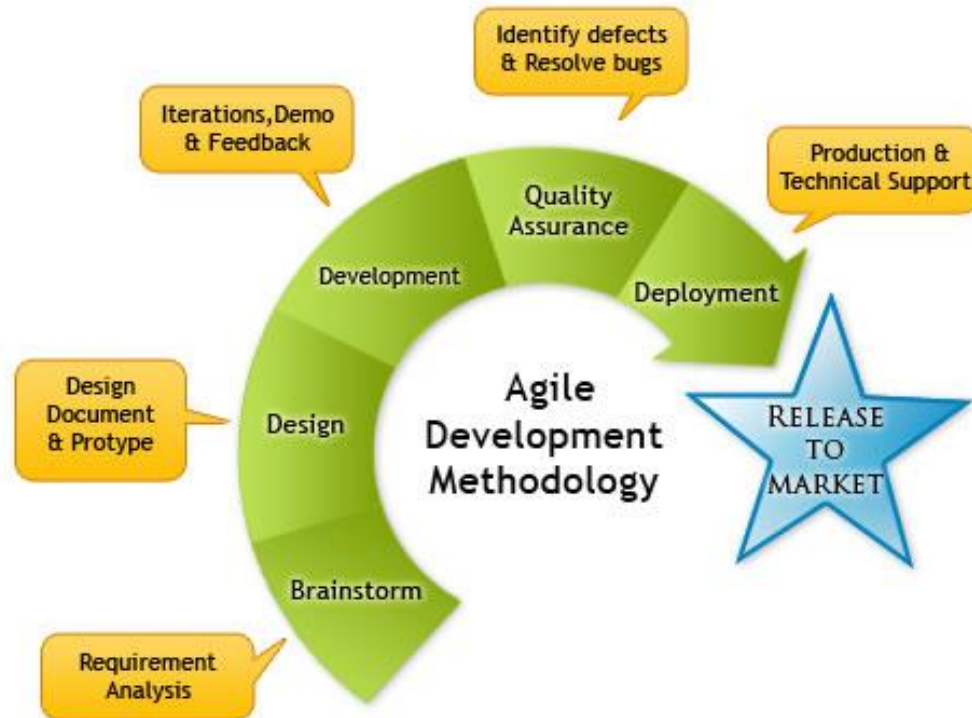 Identify defects
& Resolve bugs
Iterations,Demo
& Feedback
Production &
Technical Support
Quality
Assurance
Development
Deployment
Design
Document
& Protype
Design
Agile
Development
Methodology
RELEASE
TO
MARKET
Brainstorm
Requirement
Analysis